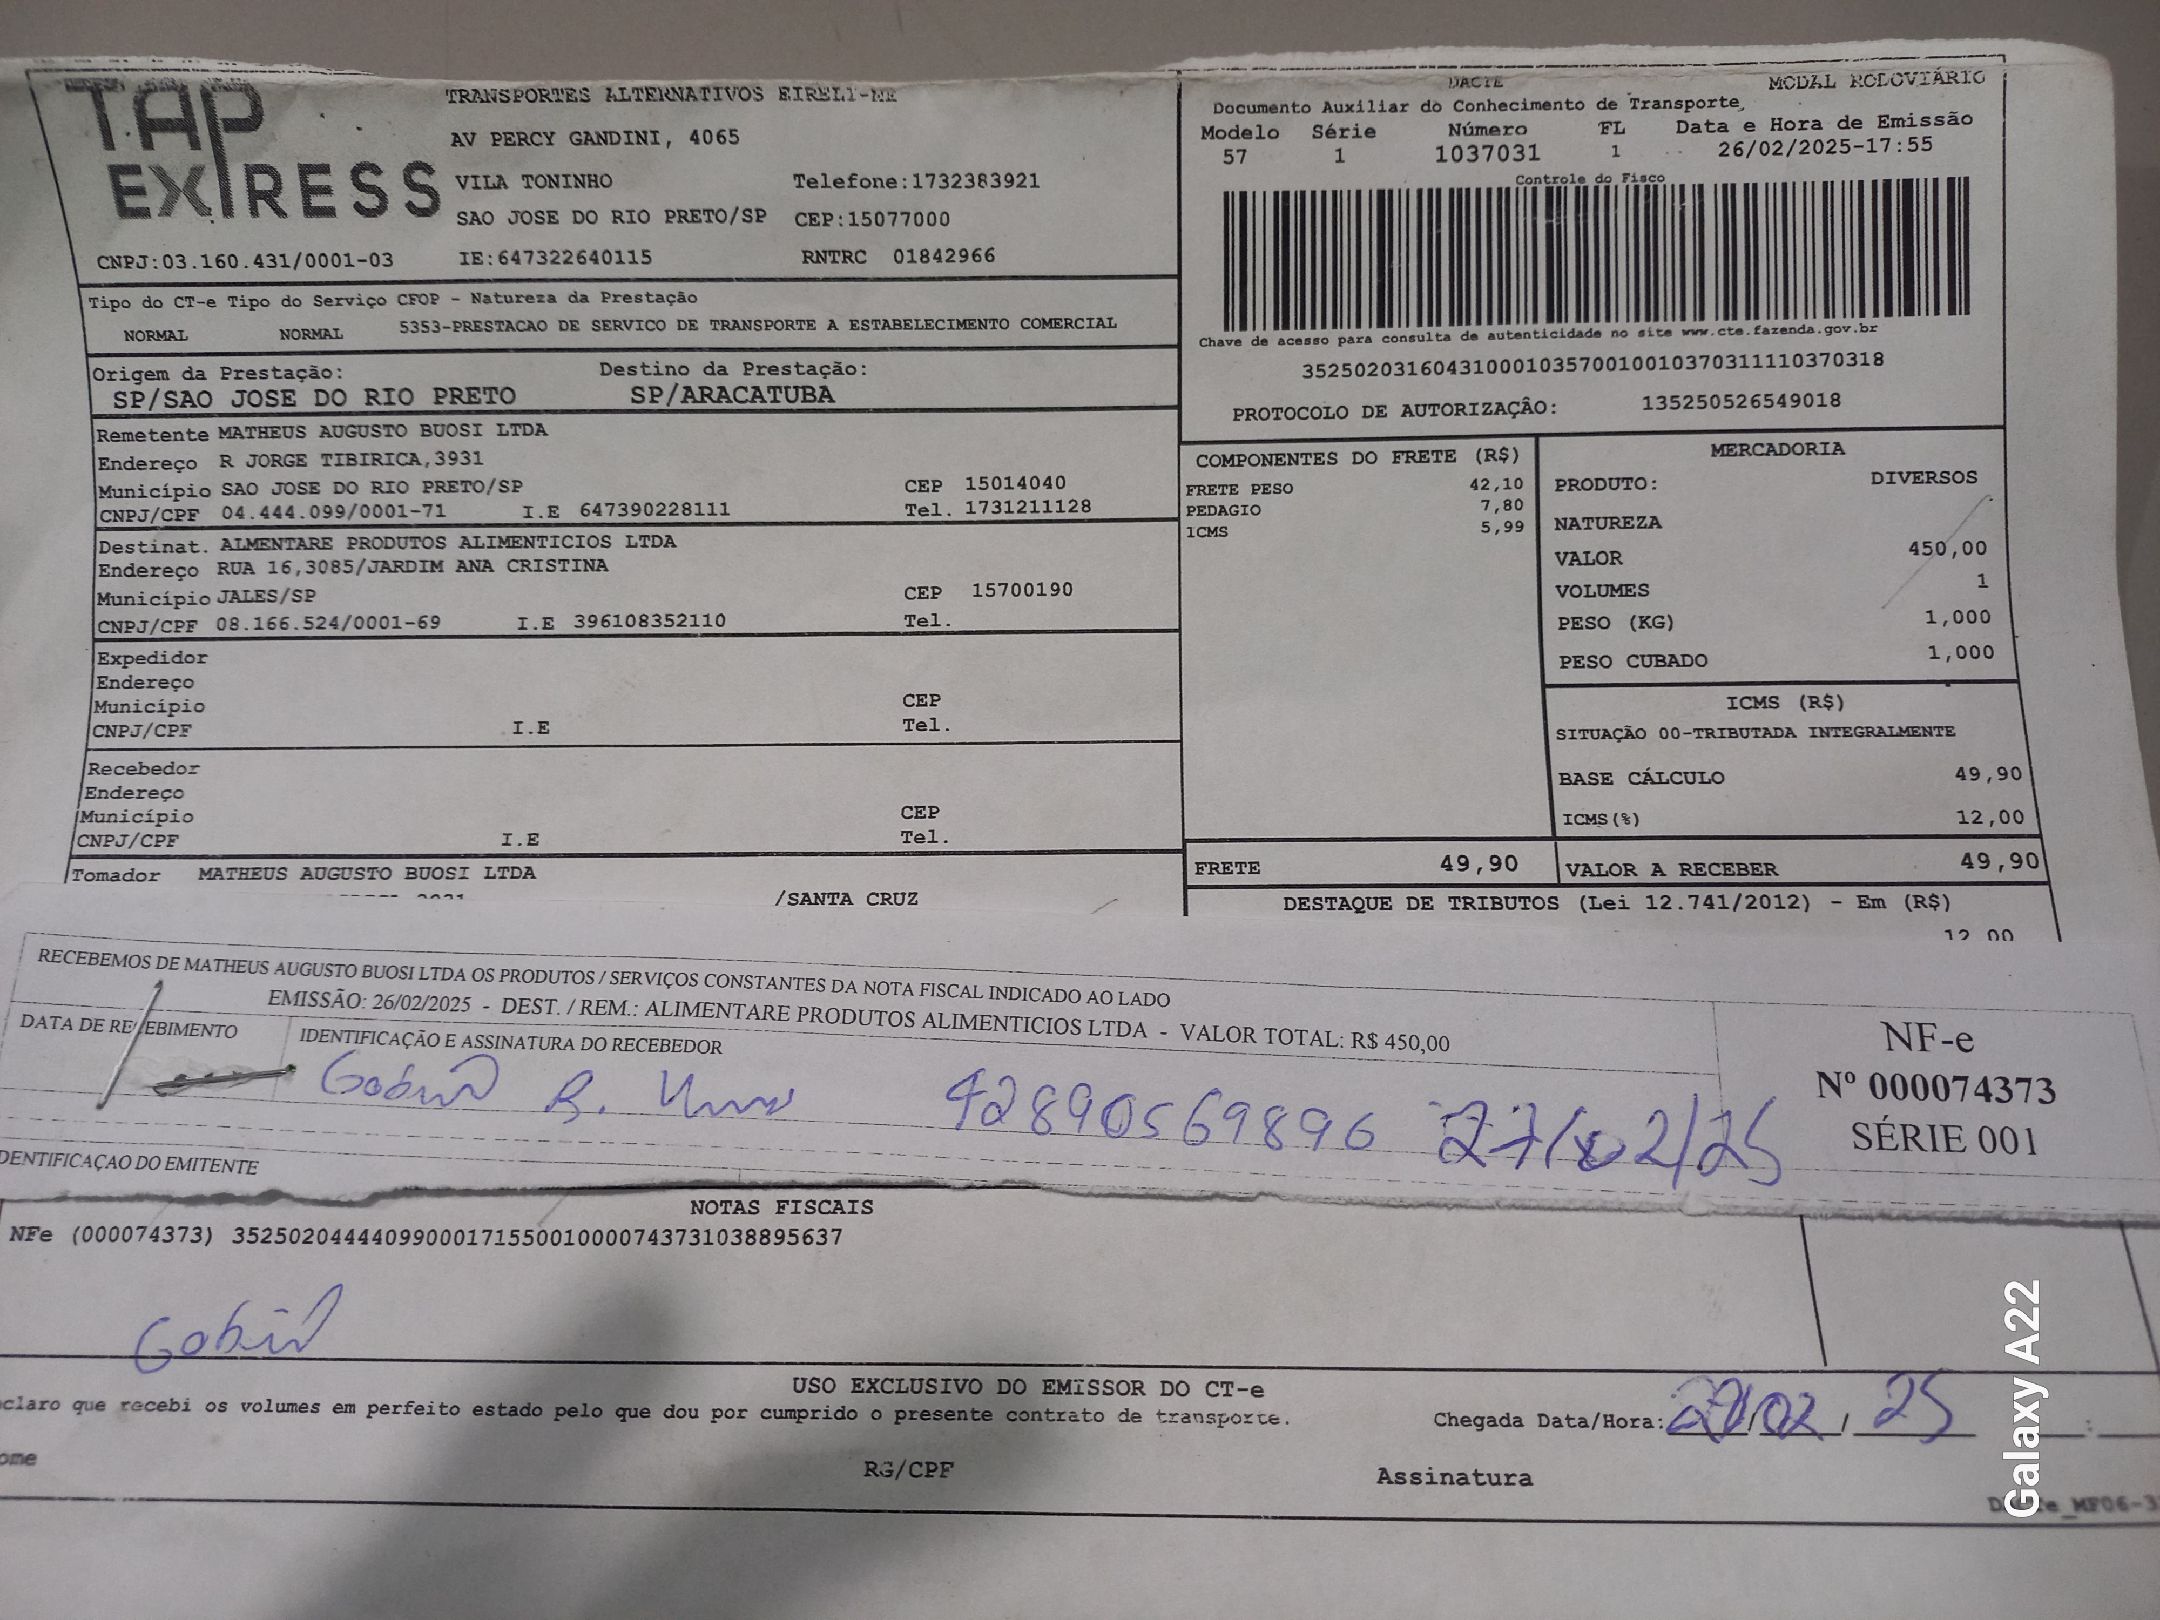 TAP EXPRESS
TRANSPORTES ALTERNATIVOS EIRELI-ME
AV PERCY GANDINI, 4065
VILA TONINHO Telefone:1732383921
SAO JOSE DO RIO PRETO/SP CEP:15077000
CNPJ:03.160.431/0001-03 IE:647322640115 RNTRC 01842966
DACTE MODAL RODOVIÁRIO
Documento Auxiliar do Conhecimento de Transporte
Modelo Série Número FL Data e Hora de Emissão
57 1 1037031 1 26/02/2025-17:55
Controle do Fisco
Chave de acesso para consulta de autenticidade no site www.cte.fazenda.gov.br
35250203160431000103570010010370311110370318
PROTOCOLO DE AUTORIZAÇÂO: 135250526549018
Tipo do CT-e Tipo do Serviço CFOP - Natureza da Prestação
NORMAL NORMAL 5353-PRESTACAO DE SERVICO DE TRANSPORTE A ESTABELECIMENTO COMERCIAL
Origem da Prestação: Destino da Prestação:
SP/SAO JOSE DO RIO PRETO SP/ARACATUBA
Remetente MATHEUS AUGUSTO BUOSI LTDA
Endereço R JORGE TIBIRICA,3931
Município SAO JOSE DO RIO PRETO/SP CEP 15014040
CNPJ/CPF 04.444.099/0001-71 I.E 647390228111 Tel. 1731211128
Destinat. ALMENTARE PRODUTOS ALIMENTICIOS LTDA
Endereço RUA 16,3085/JARDIM ANA CRISTINA
Município JALES/SP CEP 15700190
CNPJ/CPF 08.166.524/0001-69 I.E 396108352110 Tel.
Expedidor
Endereço
Município CEP
CNPJ/CPF I.E Tel.
Recebedor
Endereço
Município CEP
CNPJ/CPF I.E Tel.
Tomador MATHEUS AUGUSTO BUOSI LTDA
/SANTA CRUZ
COMPONENTES DO FRETE (R$)
FRETE PESO 42,10
PEDAGIO 7,80
1CMS 5,99
MERCADORIA
PRODUTO: DIVERSOS
NATUREZA
VALOR 450,00
VOLUMES 1
PESO (KG) 1,000
PESO CUBADO 1,000
ICMS (R$)
SITUAÇÃO 00-TRIBUTADA INTEGRALMENTE
BASE CÁLCULO 49,90
ICMS(%) 12,00
FRETE 49,90 VALOR A RECEBER 49,90
DESTAQUE DE TRIBUTOS (Lei 12.741/2012) - Em (R$)
12,00
RECEBEMOS DE MATHEUS AUGUSTO BUOSI LTDA OS PRODUTOS / SERVIÇOS CONSTANTES DA NOTA FISCAL INDICADO AO LADO
EMISSÃO: 26/02/2025 - DEST. / REM.: ALIMENTARE PRODUTOS ALIMENTICIOS LTDA - VALOR TOTAL: R$ 450,00
DATA DE RECEBIMENTO IDENTIFICAÇÃO E ASSINATURA DO RECEBEDOR
Gabriel B. 42890569896 27/02/25
NF-e
Nº 000074373
SÉRIE 001
DENTIFICAÇAO DO EMITENTE
NOTAS FISCAIS
NFe (000074373) 35250204444099000171550010000743731038895637
Gabriel
USO EXCLUSIVO DO EMISSOR DO CT-e
claro que recebi os volumes em perfeito estado pelo que dou por cumprido o presente contrato de transporte.
Chegada Data/Hora: 27/02/25 :
ome RG/CPF Assinatura
Galaxy A22